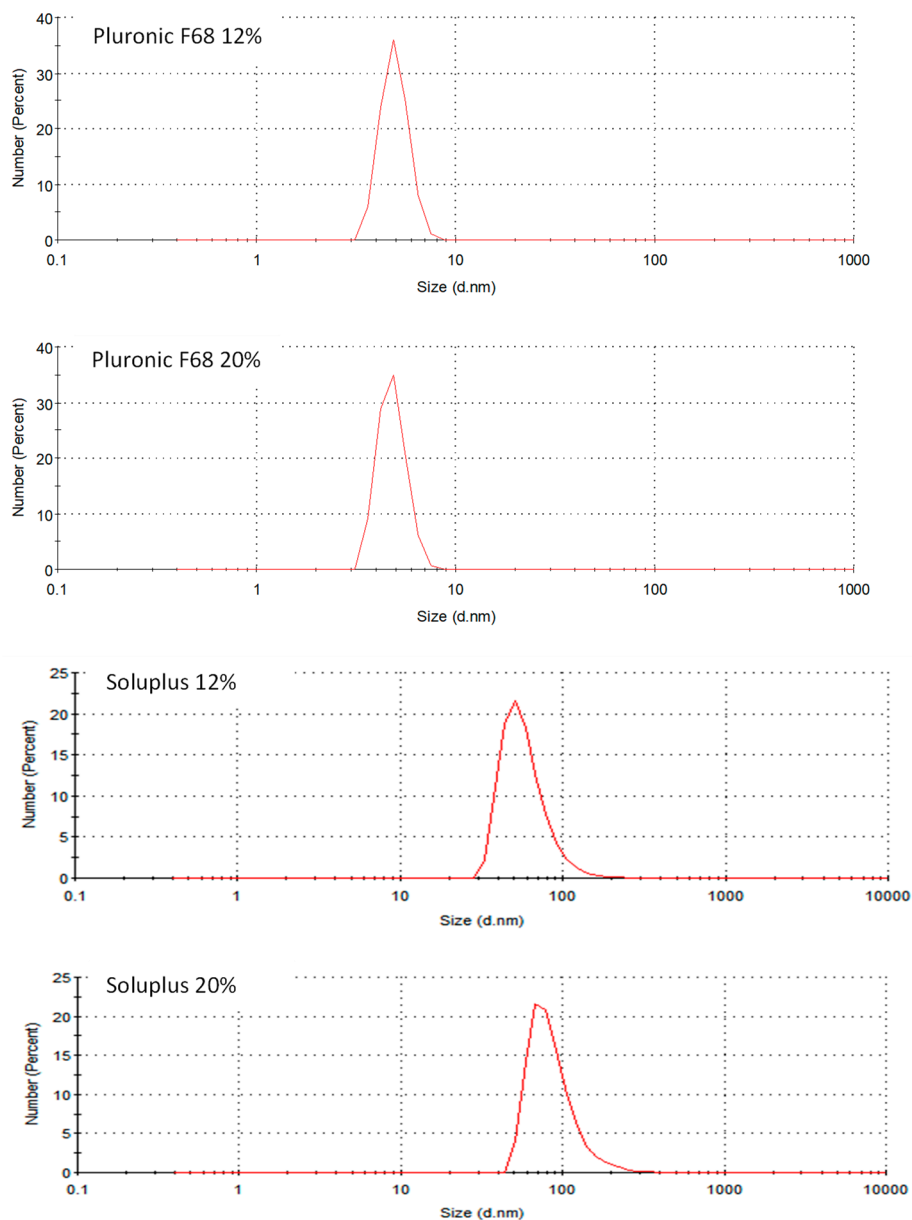 Pluronic F68 12%
Number (Percent)
40
30
20
10
0
0.1 1 10 100 1000
Size (d.nm)
Pluronic F68 20%
Number (Percent)
40
30
20
10
0
0.1 1 10 100 1000
Size (d.nm)
Soluplus 12%
Number (Percent)
25
20
15
10
5
0
0.1 1 10 100 1000 10000
Size (d.nm)
Soluplus 20%
Number (Percent)
25
20
15
10
5
0
0.1 1 10 100 1000 10000
Size (d.nm)